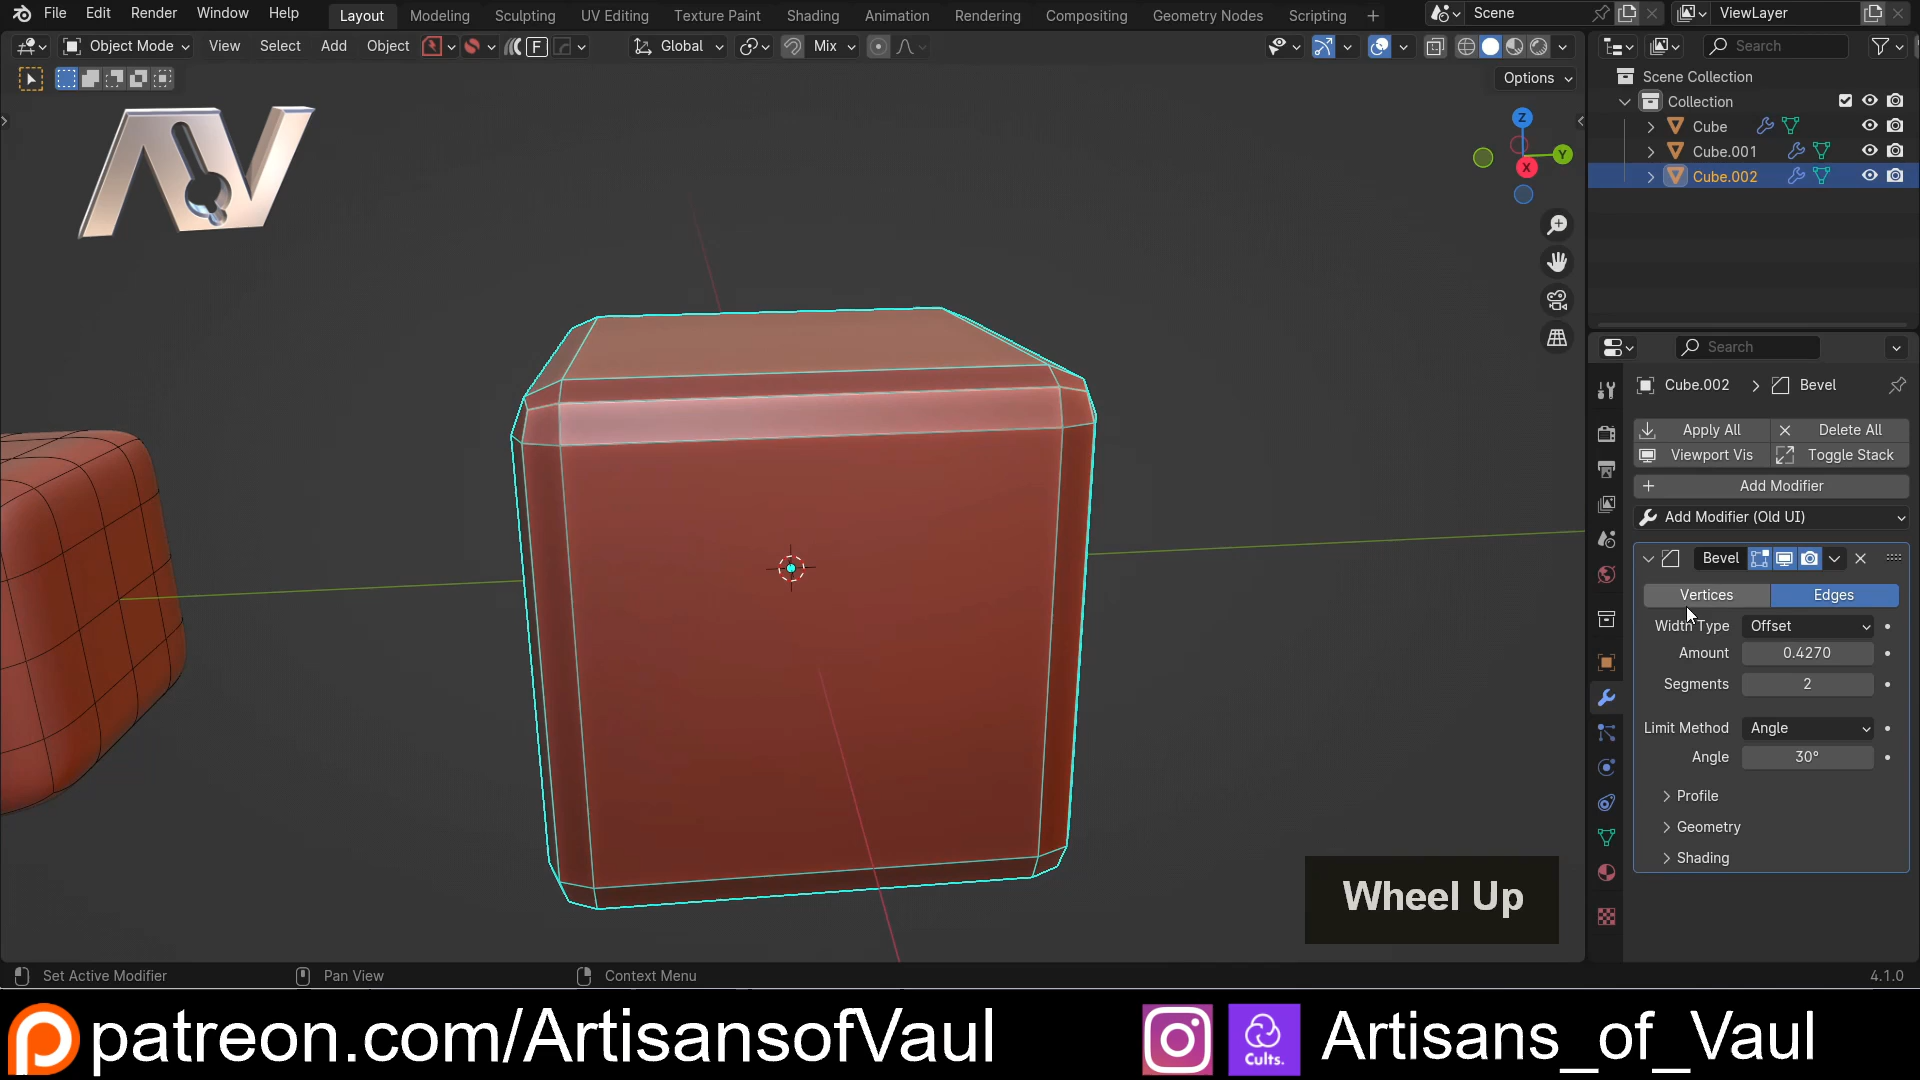 File Edit Render Window Help Layout Modeling Sculpting UV Editing Texture Paint Shading Animation Rendering Compositing Geometry Nodes Scripting + Scene ViewLayer
Object Mode View Select Add Object F Global Mix Search
Options
Scene Collection
Collection
Cube
Cube.001
Cube.002
Z
Y
X
Search
Cube.002 > Bevel
Apply All Delete All
Viewport Vis Toggle Stack
Add Modifier
Add Modifier (Old UI)
Bevel
Vertices Edges
Width Type Offset
Amount 0.4270
Segments 2
Limit Method Angle
Angle 30°
Profile
Geometry
Shading
Wheel Up
Set Active Modifier Pan View Context Menu 4.1.0
patreon.com/ArtisansofVaul Cults. Artisans_of_Vaul